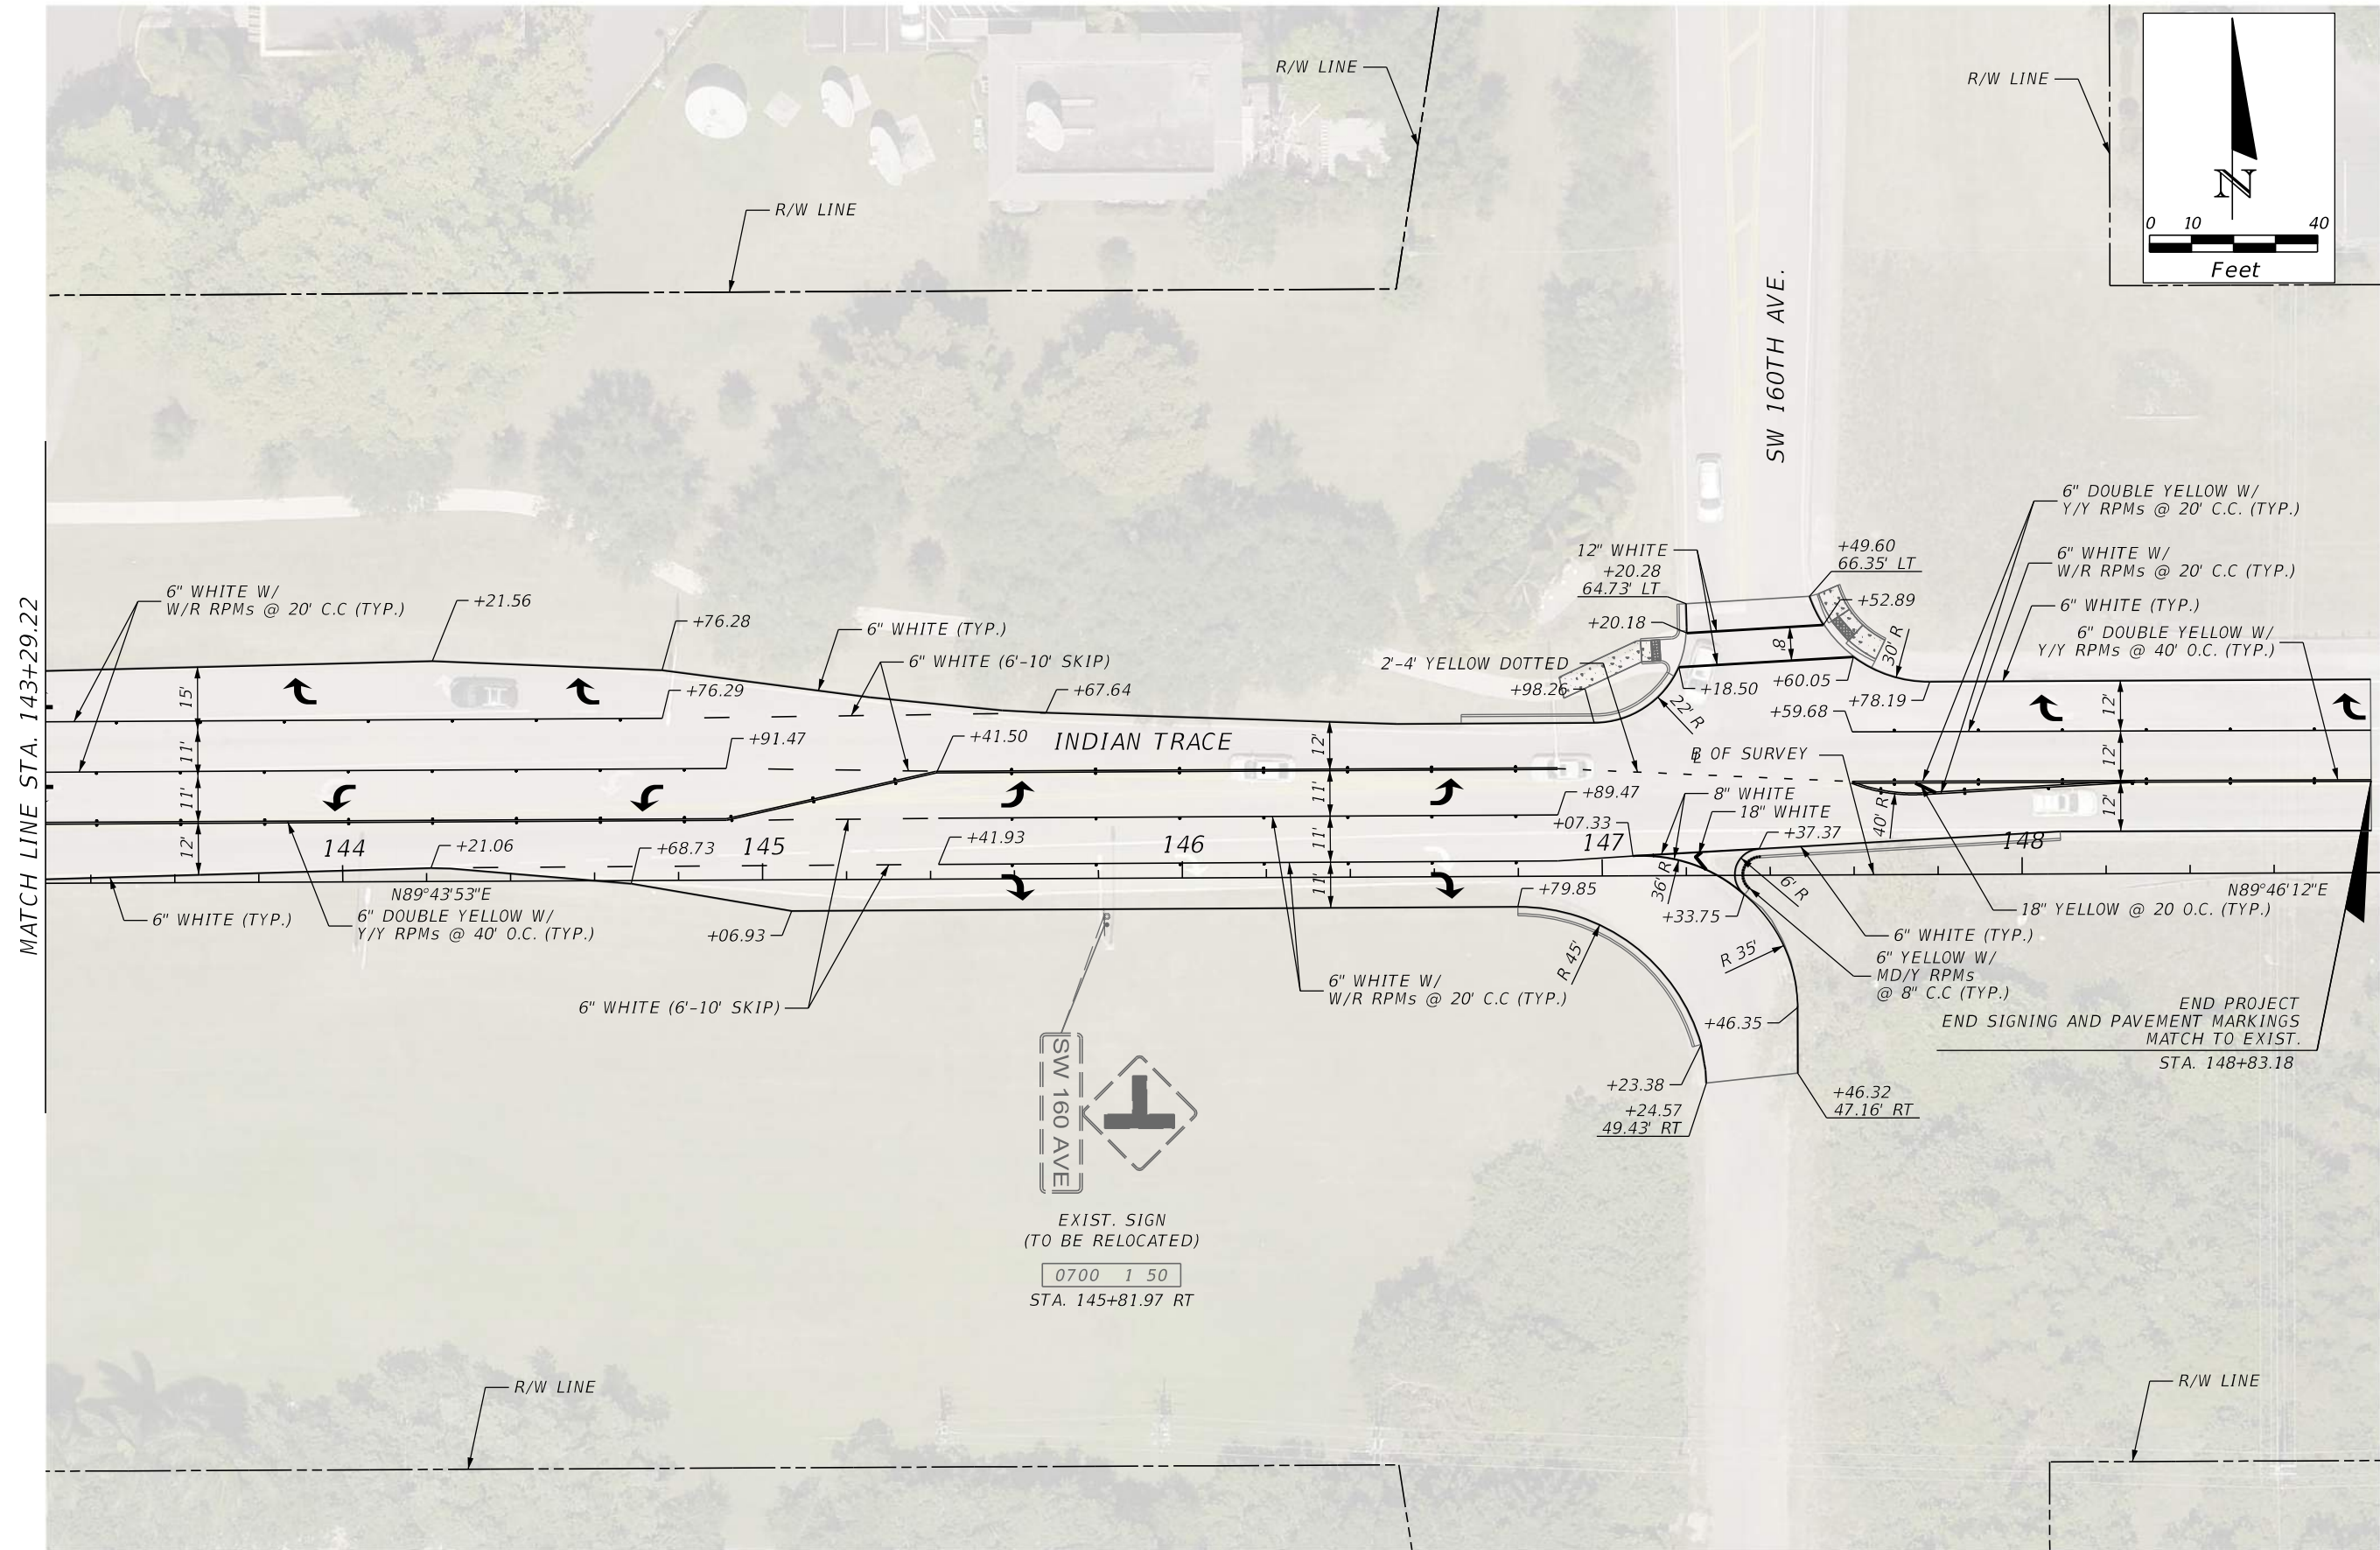 R/W LINE
R/W LINE
N
0 10 40
Feet
R/W LINE
SW 160TH AVE.
6" DOUBLE YELLOW W/
Y/Y RPMs @ 20' C.C. (TYP.)
12" WHITE
+20.28
64.73' LT
+49.60
66.35' LT
6" WHITE W/
W/R RPMs @ 20' C.C (TYP.)
6" WHITE W/
W/R RPMs @ 20' C.C (TYP.)
+21.56
+76.28
6" WHITE (TYP.)
+20.18
+52.89
6" WHITE (TYP.)
6" DOUBLE YELLOW W/
Y/Y RPMs @ 40' O.C. (TYP.)
8'
30' R
MATCH LINE STA. 143+29.22
6" WHITE (6'-10' SKIP)
2'-4' YELLOW DOTTED
+98.26
+18.50
+60.05
+78.19
15'
+76.29
+67.64
22' R
+59.68
12'
11'
+91.47
+41.50
INDIAN TRACE
12'
BL OF SURVEY
12'
11'
11'
+89.47
8" WHITE
18" WHITE
40' R
12'
12'
144
+21.06
+68.73
145
+41.93
146
11'
+07.33
147
+37.37
148
N89°43'53"E
11'
+79.85
36' R
6' R
N89°46'12"E
6" WHITE (TYP.)
6" DOUBLE YELLOW W/
Y/Y RPMs @ 40' O.C. (TYP.)
+06.93
+33.75
18" YELLOW @ 20 O.C. (TYP.)
R 45'
R 35'
6" WHITE (TYP.)
6" YELLOW W/
MD/Y RPMs
@ 8" C.C (TYP.)
6" WHITE (6'-10' SKIP)
6" WHITE W/
W/R RPMs @ 20' C.C (TYP.)
+46.35
END PROJECT
END SIGNING AND PAVEMENT MARKINGS
MATCH TO EXIST.
STA. 148+83.18
SW 160 AVE
+23.38
+24.57
49.43' RT
+46.32
47.16' RT
EXIST. SIGN
(TO BE RELOCATED)
0700 1 50
STA. 145+81.97 RT
R/W LINE
R/W LINE